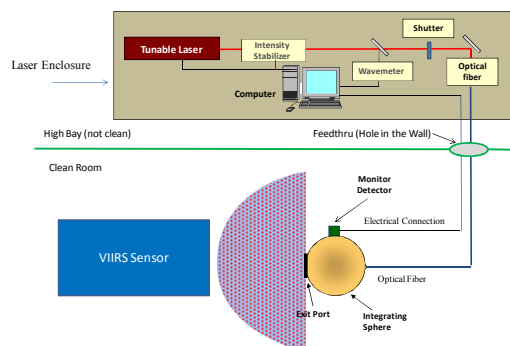 Laser Enclosure
Tunable Laser
Intensity
Stabilizer
Shutter
Wavemeter
Optical
fiber
Computer
High Bay (not clean)
Feedthru (Hole in the Wall)
Clean Room
Monitor
Detector
Electrical Connection
VIIRS Sensor
Optical Fiber
Exit Port
Integrating
Sphere